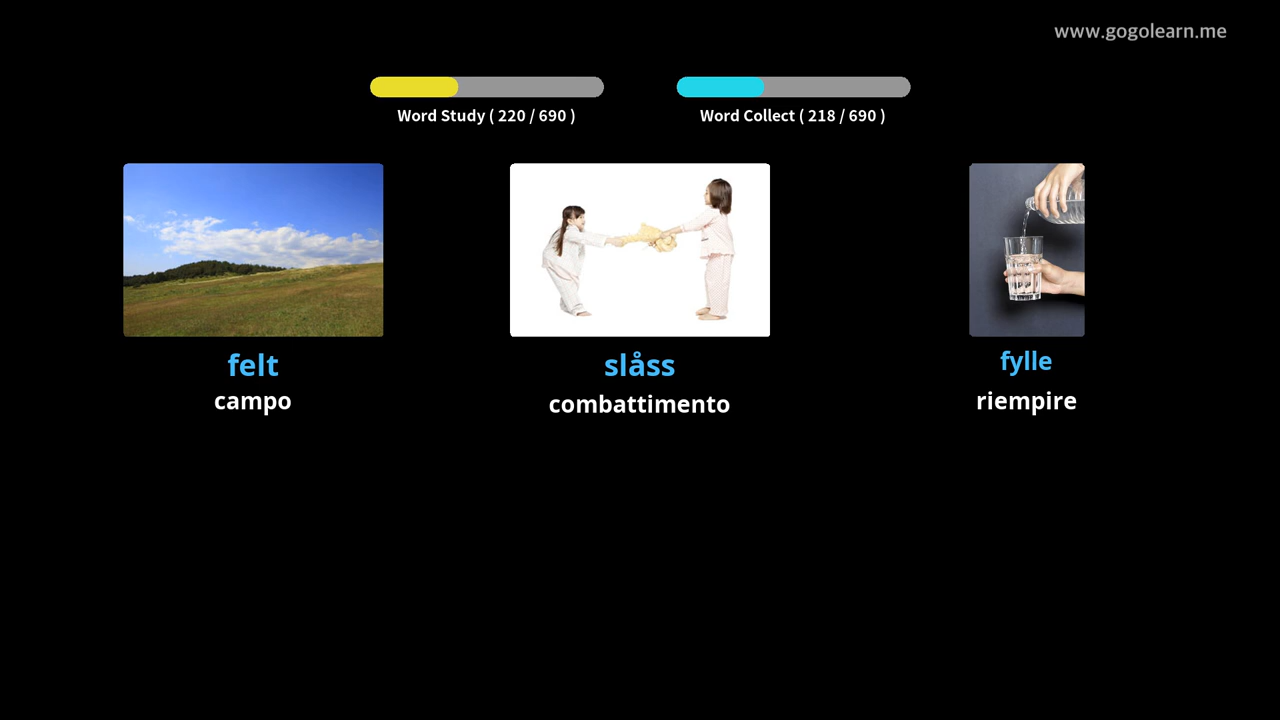 www.gogolearn.me
Word Study ( 220 / 690 )
Word Collect ( 218 / 690 )
felt
campo
slåss
combattimento
fylle
riempire